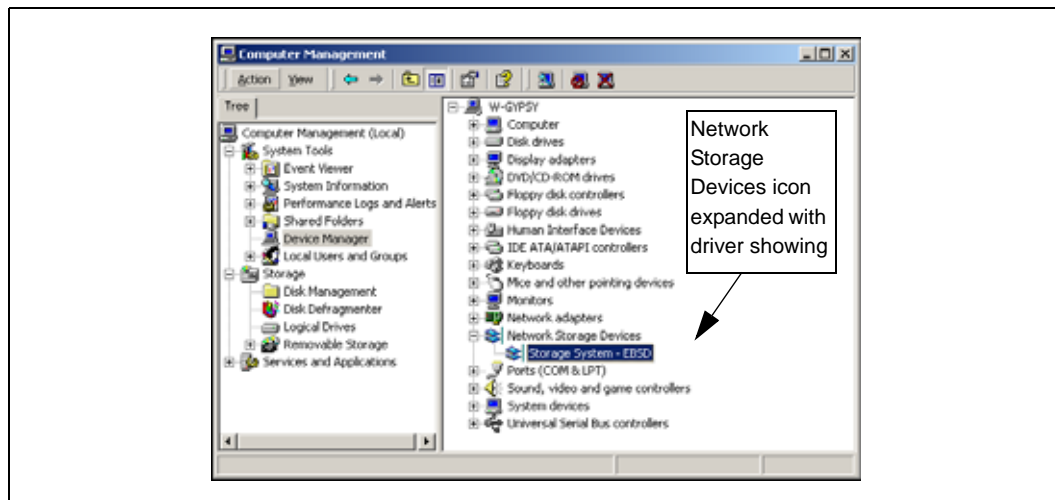 Computer Management
Action View
Tree
Computer Management (Local)
System Tools
Event Viewer
System Information
Performance Logs and Alerts
Shared Folders
Device Manager
Local Users and Groups
Storage
Disk Management
Disk Defragmenter
Logical Drives
Removable Storage
Services and Applications
W-GYPSY
Computer
Disk drives
Display adapters
DVD/CD-ROM drives
Floppy disk controllers
Floppy disk drives
Human Interface Devices
IDE ATA/ATAPI controllers
Keyboards
Mice and other pointing devices
Monitors
Network adapters
Network Storage Devices
Storage System - EBSD
Ports (COM & LPT)
Sound, video and game controllers
System devices
Universal Serial Bus controllers
Network
Storage
Devices icon
expanded with
driver showing